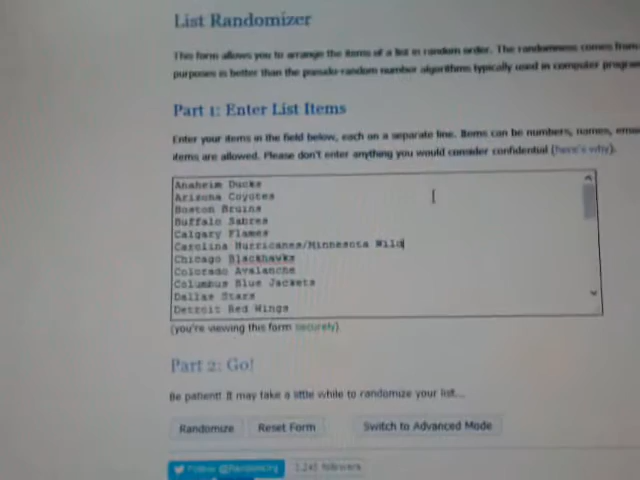 List Randomizer
This form allows you to arrange the items of a list in random order. The randomness comes from
purposes is better than the pseudo-random number algorithms typically used in computer
Part 1: Enter List Items
Enter your items in the field below, each on a separate line. Items can be numbers, names,
items are allowed. Please don't enter anything you would consider confidential (here's why).
Anaheim Ducks
Arizona Coyotes
Boston Bruins
Buffalo Sabres
Calgary Flames
Carolina Hurricanes/Minnesota Wild
Chicago Blackhawks
Colorado Avalanche
Columbus Blue Jackets
Dallas Stars
Detroit Red Wings
(you're viewing this form securely)
Part 2: Go!
Be patient! It may take a little while to randomize your list...
Randomize Reset Form Switch to Advanced Mode
Follow @RandomOrg 3,245 followers